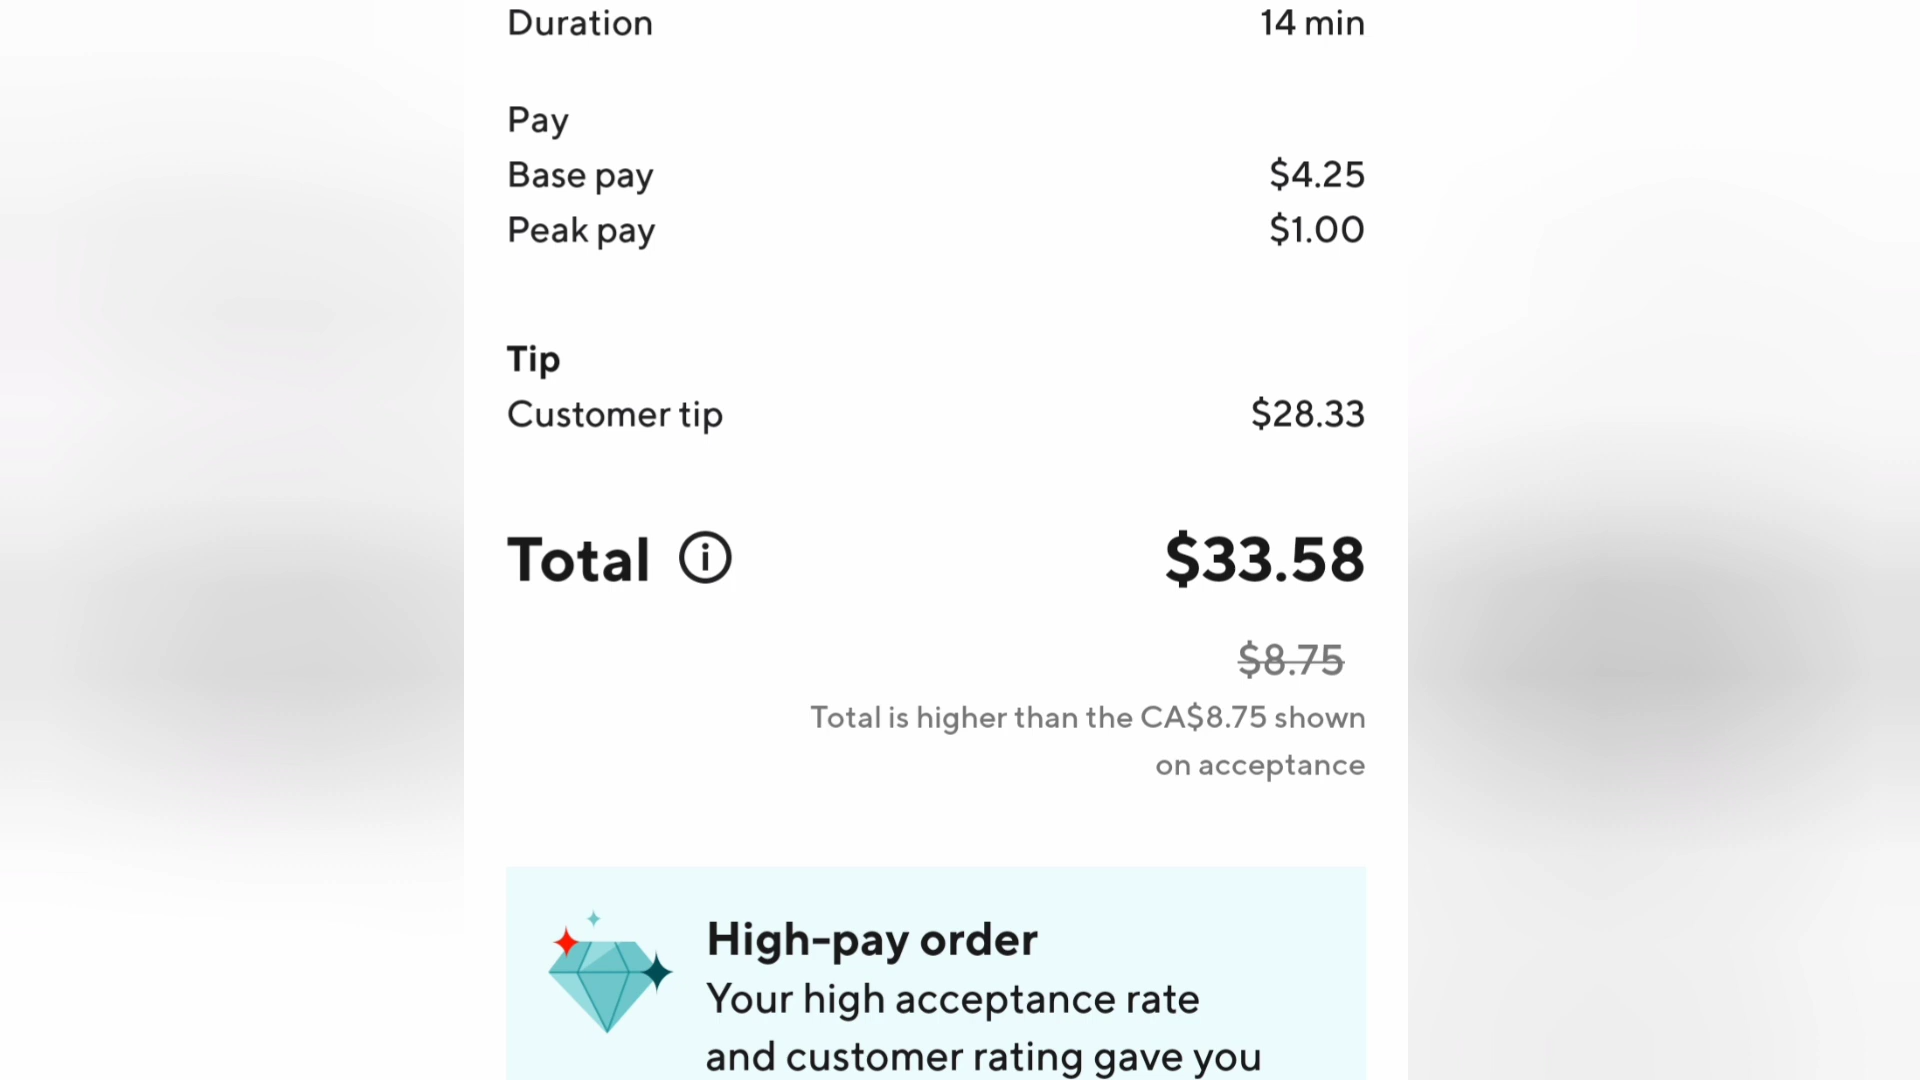 Duration 14 min
Pay
Base pay $4.25
Peak pay $1.00
Tip
Customer tip $28.33
Total $33.58
$8.75
Total is higher than the CA$8.75 shown
on acceptance
High-pay order
Your high acceptance rate
and customer rating gave you